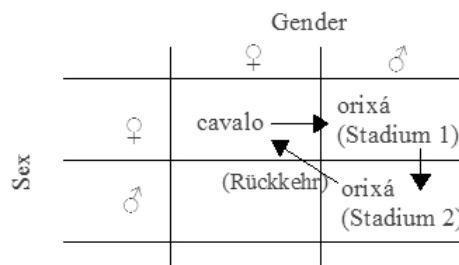 Gender
♀ ♂
♀ cavalo orixá
(Stadium 1)
Sex
♂ (Rückkehr) orixá
(Stadium 2)